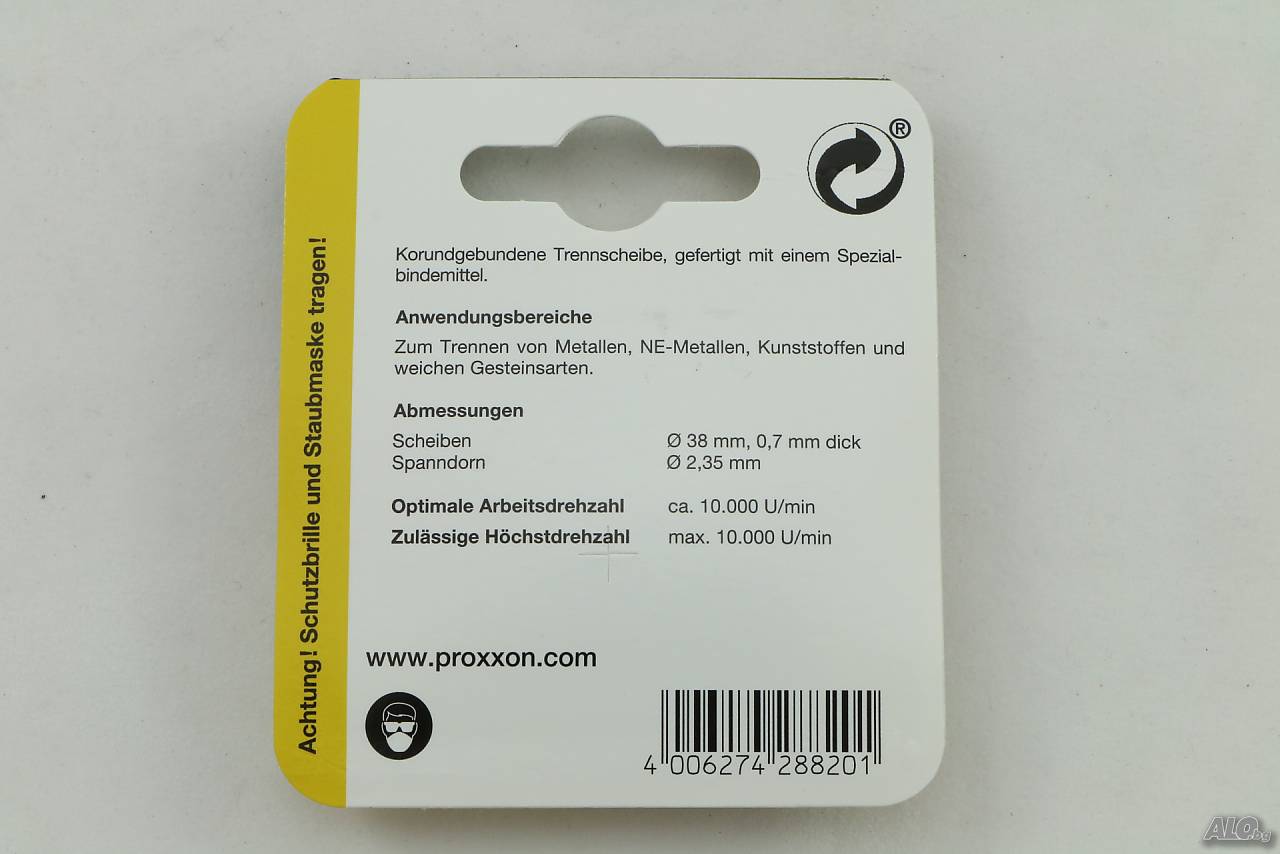 Achtung! Schutzbrille und Staubmaske tragen!
®
Korundgebundene Trennscheibe, gefertigt mit einem Spezial-
bindemittel.
Anwendungsbereiche
Zum Trennen von Metallen, NE-Metallen, Kunststoffen und
weichen Gesteinsarten.
Abmessungen
Scheiben Ø 38 mm, 0,7 mm dick
Spanndorn Ø 2,35 mm
Optimale Arbeitsdrehzahl ca. 10.000 U/min
Zulässige Höchstdrehzahl max. 10.000 U/min
www.proxxon.com
4 006274 288201
ALO.bg